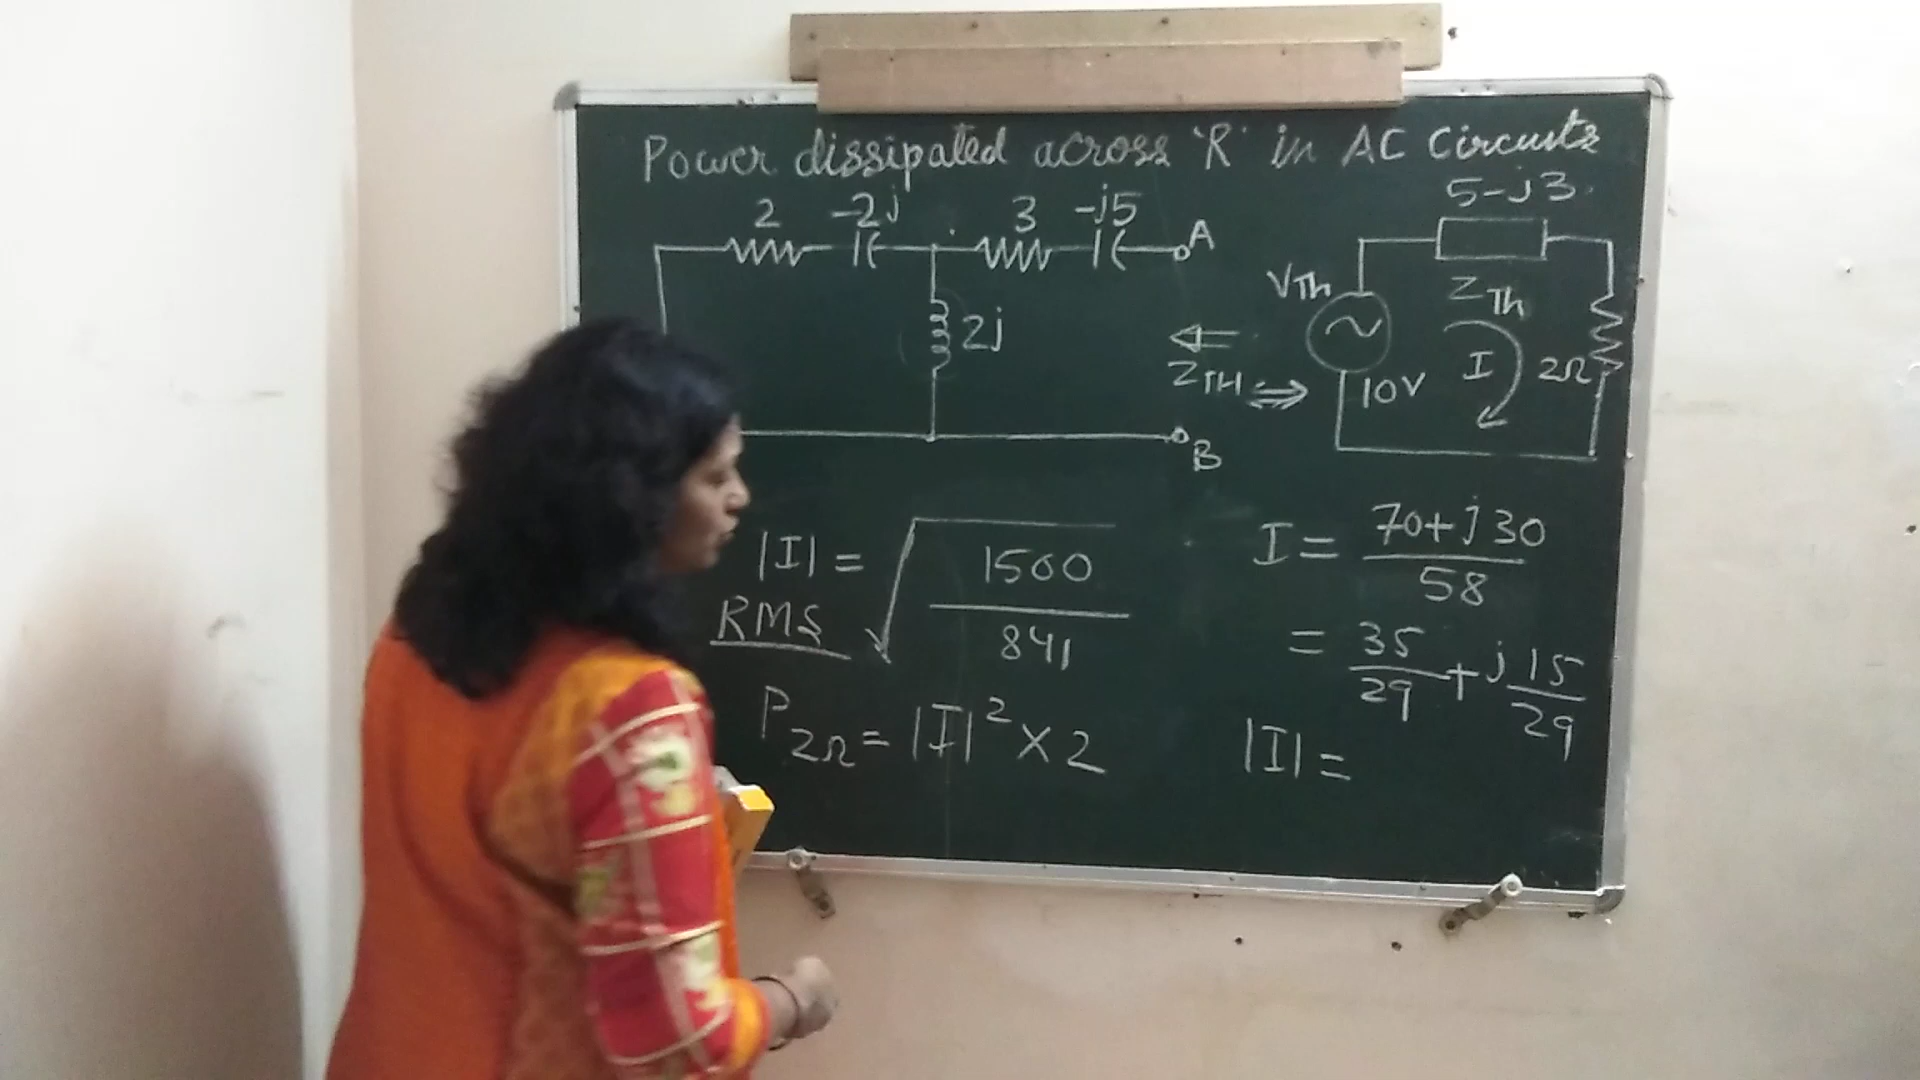 Power dissipated across 'R' in AC Circuits
2 -2j 3 -j5 A
2j
ZTH
B
5-j3
VTh
ZTh
I
2Ω
10V
|I| = √ 1500 / 841
RMS
P2Ω = |I|² × 2
I = 70+j30 / 58
= 35/29 + j 15/29
|I| =